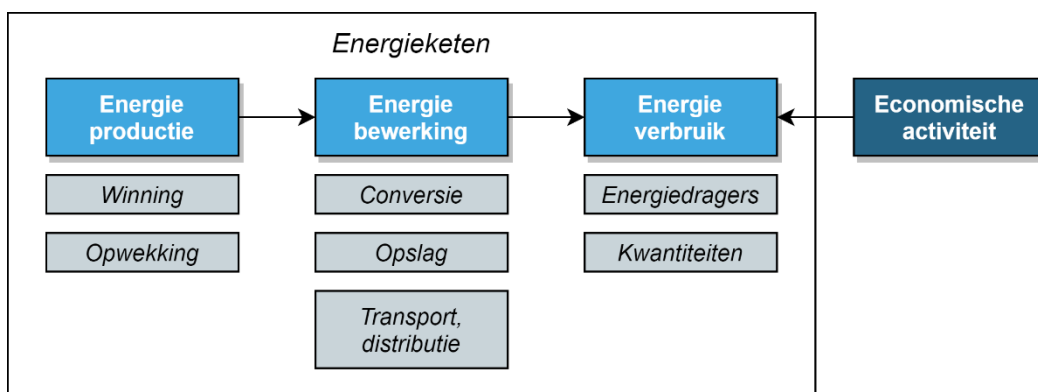 Energieketen
Energie
productie
Energie
bewerking
Energie
verbruik
Economische
activiteit
Winning
Conversie
Energiedragers
Opwekking
Opslag
Kwantiteiten
Transport,
distributie